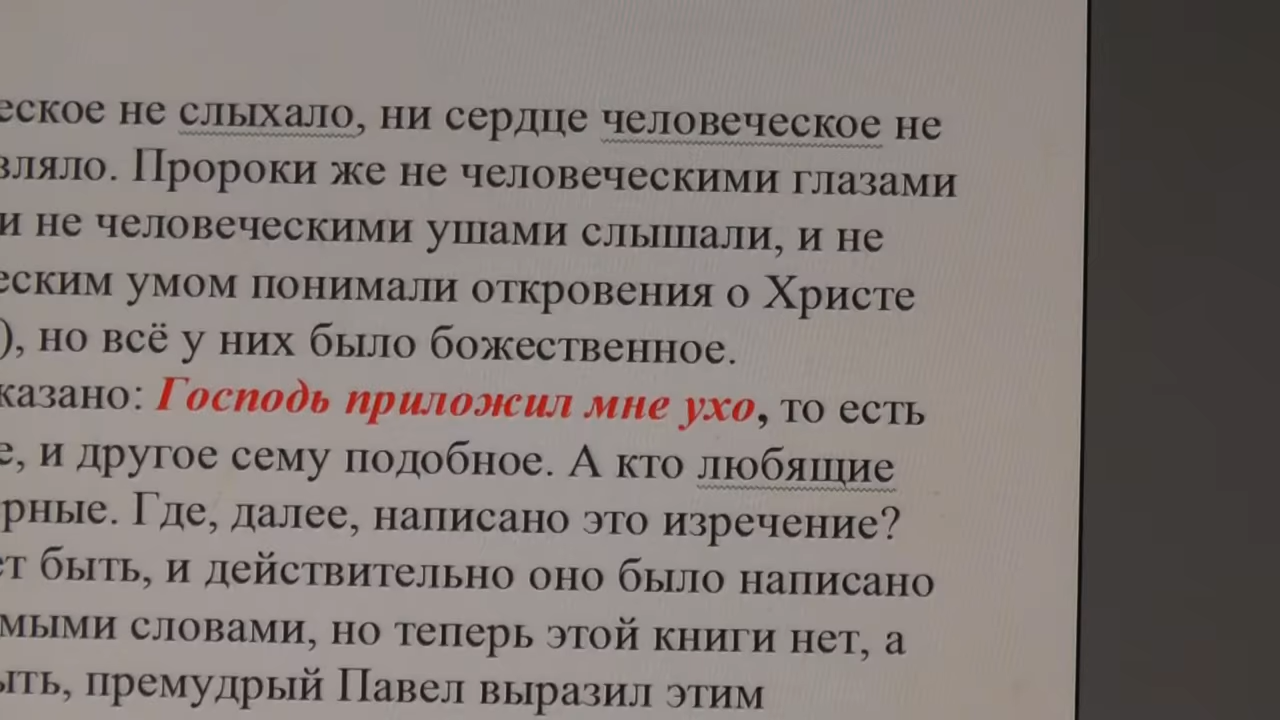 еское не слыхало, ни сердце человеческое не
вляло. Пророки же не человеческими глазами
и не человеческими ушами слышали, и не
еским умом понимали откровения о Христе
), но всё у них было божественное.
казано: Господь приложил мне ухо, то есть
е, и другое сему подобное. А кто любящие
рные. Где, далее, написано это изречение?
ет быть, и действительно оно было написано
мыми словами, но теперь этой книги нет, а
ыть, премудрый Павел выразил этим